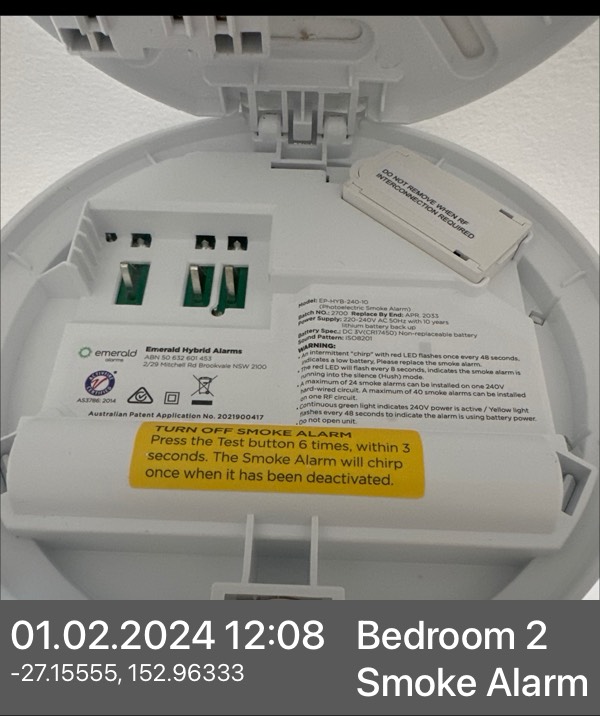 DO NOT REMOVE WHEN RF
INTERCONNECTION REQUIRED
Model: EP-HYB-240-10
(Photoelectric Smoke Alarm)
Batch NO.: 2700 Replace By End: APR. 2033
Power Supply: 220-240V AC 50Hz with 10 years
lithium battery back up
Battery Spec.: DC 3V(CR17450) Non-replaceable battery
Sound Pattern: ISO8201
WARNING:
An intermittent "chirp" with red LED flashes once every 48 seconds,
indicates a low battery. Please replace the smoke alarm.
The red LED will flash every 8 seconds, indicates the smoke alarm is
running into the silence (Hush) mode.
A maximum of 24 smoke alarms can be installed on one 240V
hard-wired circuit. A maximum of 40 smoke alarms can be installed
on one RF circuit.
Continuous green light indicates 240V power is active / Yellow light
flashes every 48 seconds to indicate the alarm is using battery power.
Do not open unit.
emerald
alarms
Emerald Hybrid Alarms
ABN 50 632 601 453
2/29 Mitchell Rd Brookvale NSW 2100
AS3786: 2014
Australian Patent Application No. 2021900417
TURN OFF SMOKE ALARM
Press the Test button 6 times, within 3
seconds. The Smoke Alarm will chirp
once when it has been deactivated.
01.02.2024 12:08
-27.15555, 152.96333
Bedroom 2
Smoke Alarm